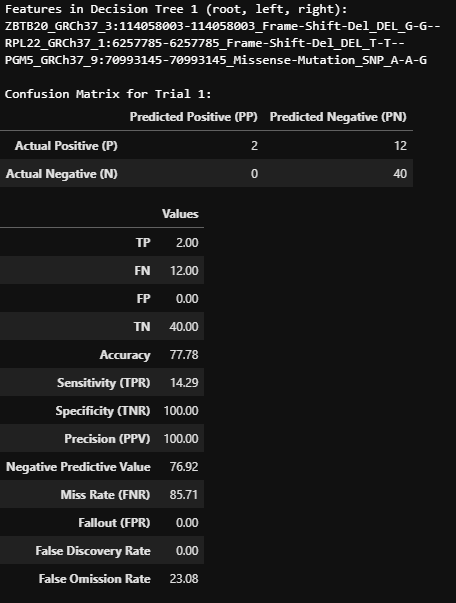 Features in Decision Tree 1 (root, left, right):
ZBTB20_GRCh37_3:114058003-114058003_Frame-Shift-Del_DEL_G-G--
RPL22_GRCh37_1:6257785-6257785_Frame-Shift-Del_DEL_T-T--
PGM5_GRCh37_9:70993145-70993145_Missense-Mutation_SNP_A-A-G
Confusion Matrix for Trial 1:
Predicted Positive (PP) Predicted Negative (PN)
Actual Positive (P) 2 12
Actual Negative (N) 0 40
Values
TP 2.00
FN 12.00
FP 0.00
TN 40.00
Accuracy 77.78
Sensitivity (TPR) 14.29
Specificity (TNR) 100.00
Precision (PPV) 100.00
Negative Predictive Value 76.92
Miss Rate (FNR) 85.71
Fallout (FPR) 0.00
False Discovery Rate 0.00
False Omission Rate 23.08